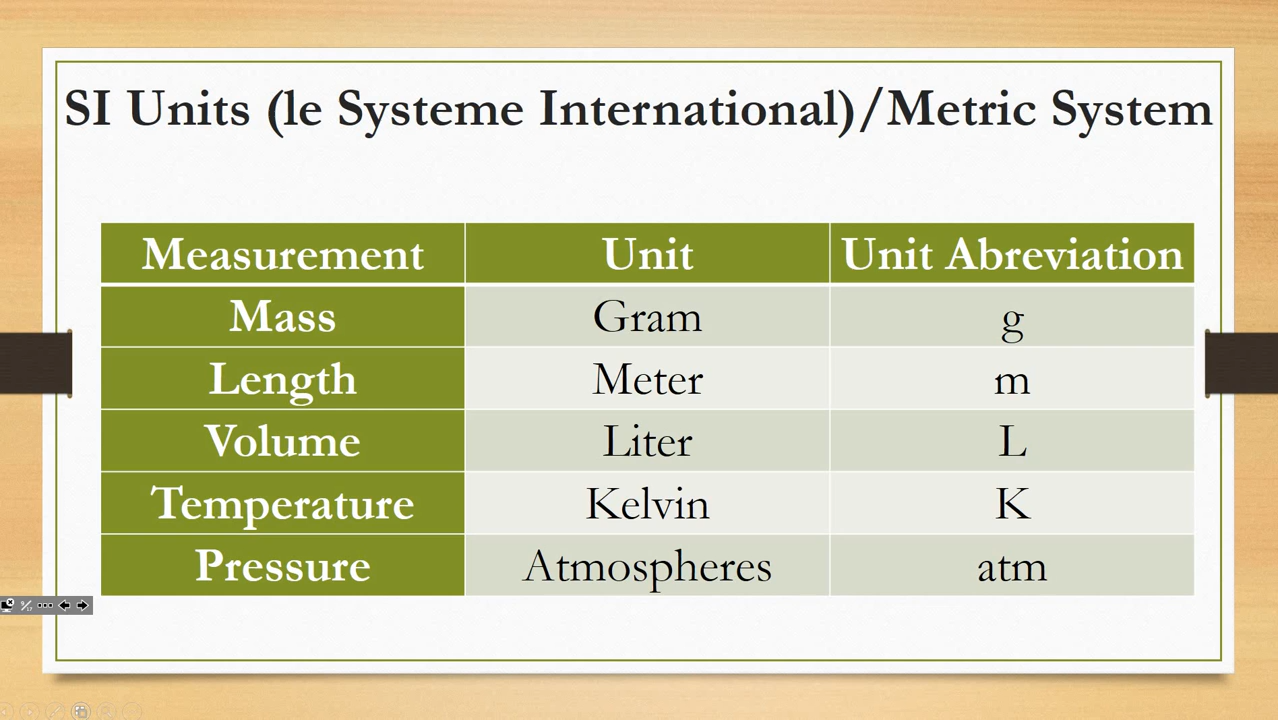 SI Units (le Systeme International)/Metric System
Measurement Unit Unit Abreviation
Mass Gram g
Length Meter m
Volume Liter L
Temperature Kelvin K
Pressure Atmospheres atm